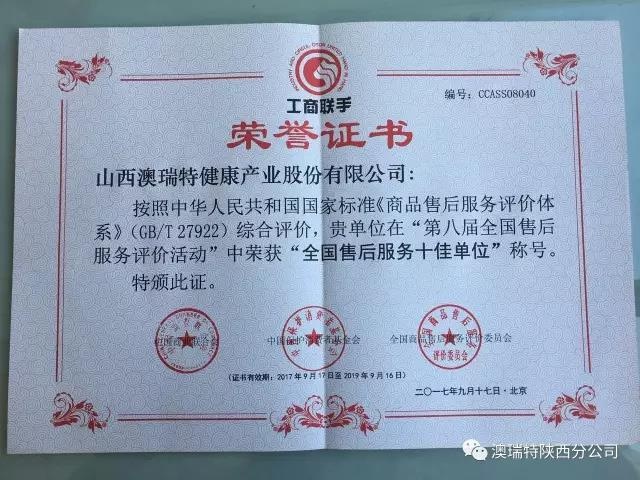 工商联手
编号：CCASS08040
荣誉证书
山西澳瑞特健康产业股份有限公司：
按照中华人民共和国国家标准《商品售后服务评价体
系》（GB/T 27922）综合评价，贵单位在“第八届全国售后
服务评价活动”中荣获“全国售后服务十佳单位”称号。
特颁此证。
中国保护消费者基金会
全国商品售后服务评价委员会
评价委员会
（证书有效期：2017年9月17日至2019年9月16日）
二〇一七年九月十七日·北京
澳瑞特陕西分公司